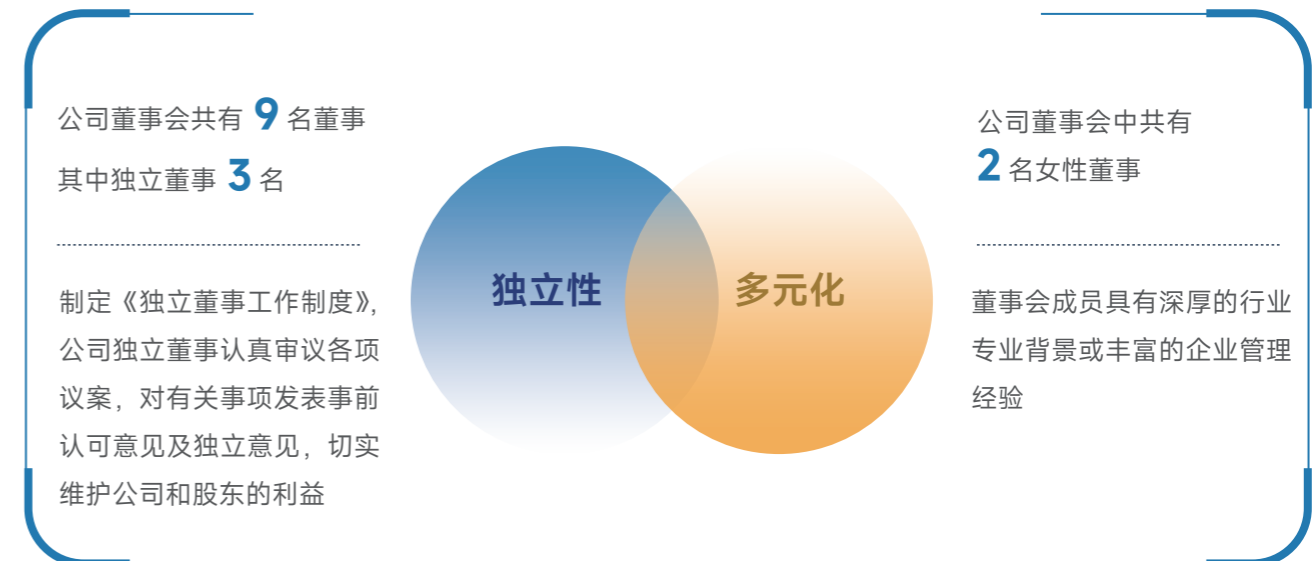 公司董事会共有 9 名董事
其中独立董事 3 名
制定《独立董事工作制度》，
公司独立董事认真审议各项
议案，对有关事项发表事前
认可意见及独立意见，切实
维护公司和股东的利益
独立性
多元化
公司董事会中共有
2 名女性董事
董事会成员具有深厚的行业
专业背景或丰富的企业管理
经验